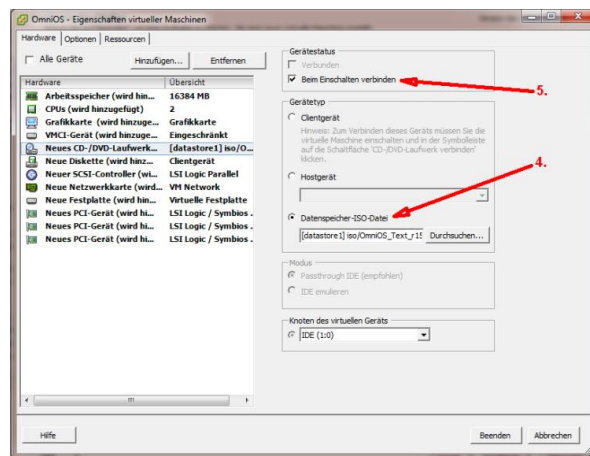 OmniOS - Eigenschaften virtueller Maschinen
Hardware Optionen Ressourcen
Alle Geräte Hinzufügen... Entfernen
Hardware Übersicht
Arbeitsspeicher (wird hin... 16384 MB
CPUs (wird hinzugefügt) 2
Grafikkarte (wird hinzuge... Grafikkarte
VMCI-Gerät (wird hinzuge... Eingeschränkt
Neues CD-/DVD-Laufwerk... [datastore1] iso/O...
Neue Diskette (wird hinz... Clientgerät
Neuer SCSI-Controller (wi... LSI Logic Parallel
Neue Netzwerkkarte (wird... VM Network
Neue Festplatte (wird hin... Virtuelle Festplatte
Neues PCI-Gerät (wird hi... LSI Logic / Symbios .
Neues PCI-Gerät (wird hi... LSI Logic / Symbios .
Neues PCI-Gerät (wird hi... LSI Logic / Symbios .
Gerätestatus
Verbunden
Beim Einschalten verbinden
5.
Gerätetyp
Clientgerät
Hinweis: Zum Verbinden dieses Geräts müssen Sie die
virtuelle Maschine einschalten und in der Symbolleiste
auf die Schaltfläche 'CD-/DVD-Laufwerk verbinden'
klicken.
4.
Hostgerät
Datenspeicher-ISO-Datei
[datastore1] iso/OmniOS_Text_r15 Durchsuchen...
Modus
Passthrough IDE (empfohlen)
IDE emulieren
Knoten des virtuellen Geräts
IDE (1:0)
Hilfe Beenden Abbrechen